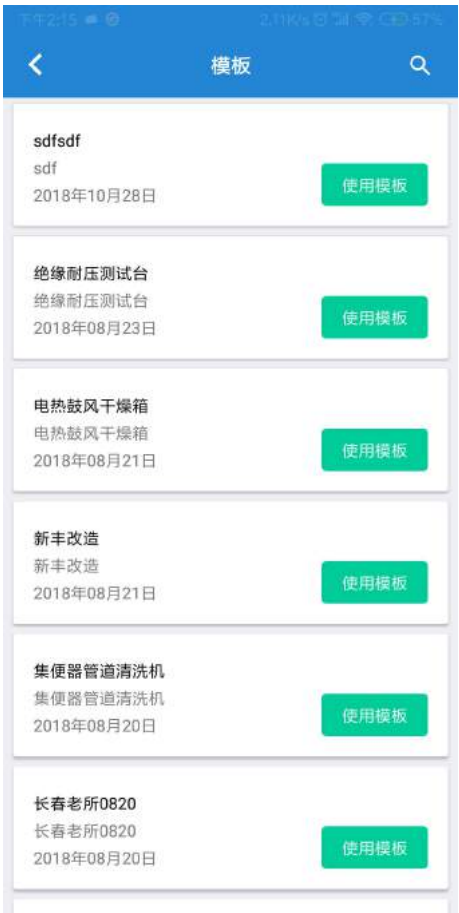 下午2:15
2.11K/s 57%
模板
sdfsdf
sdf
2018年10月28日
使用模板
绝缘耐压测试台
绝缘耐压测试台
2018年08月23日
使用模板
电热鼓风干燥箱
电热鼓风干燥箱
2018年08月21日
使用模板
新丰改造
新丰改造
2018年08月21日
使用模板
集便器管道清洗机
集便器管道清洗机
2018年08月20日
使用模板
长春老所0820
长春老所0820
2018年08月20日
使用模板